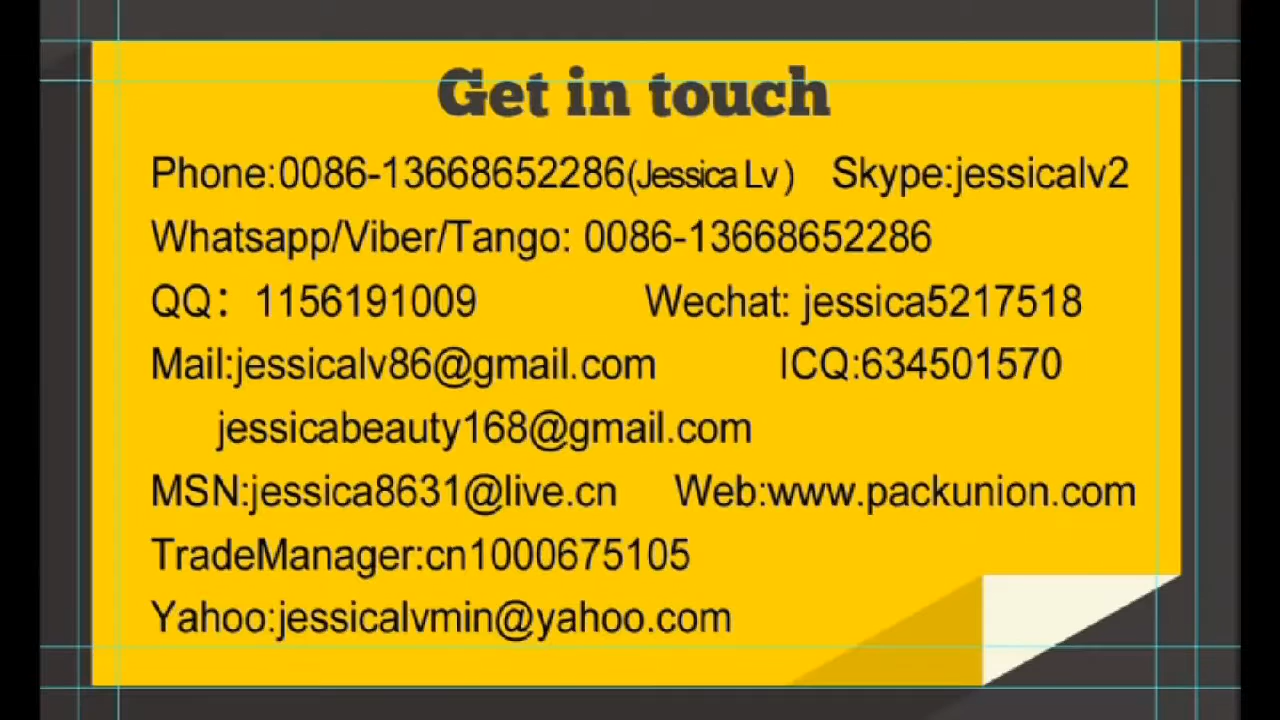 Get in touch
Phone:0086-13668652286(Jessica Lv) Skype:jessicalv2
Whatsapp/Viber/Tango: 0086-13668652286
QQ：1156191009 Wechat: jessica5217518
Mail:jessicalv86@gmail.com ICQ:634501570
jessicabeauty168@gmail.com
MSN:jessica8631@live.cn Web:www.packunion.com
TradeManager:cn1000675105
Yahoo:jessicalvmin@yahoo.com